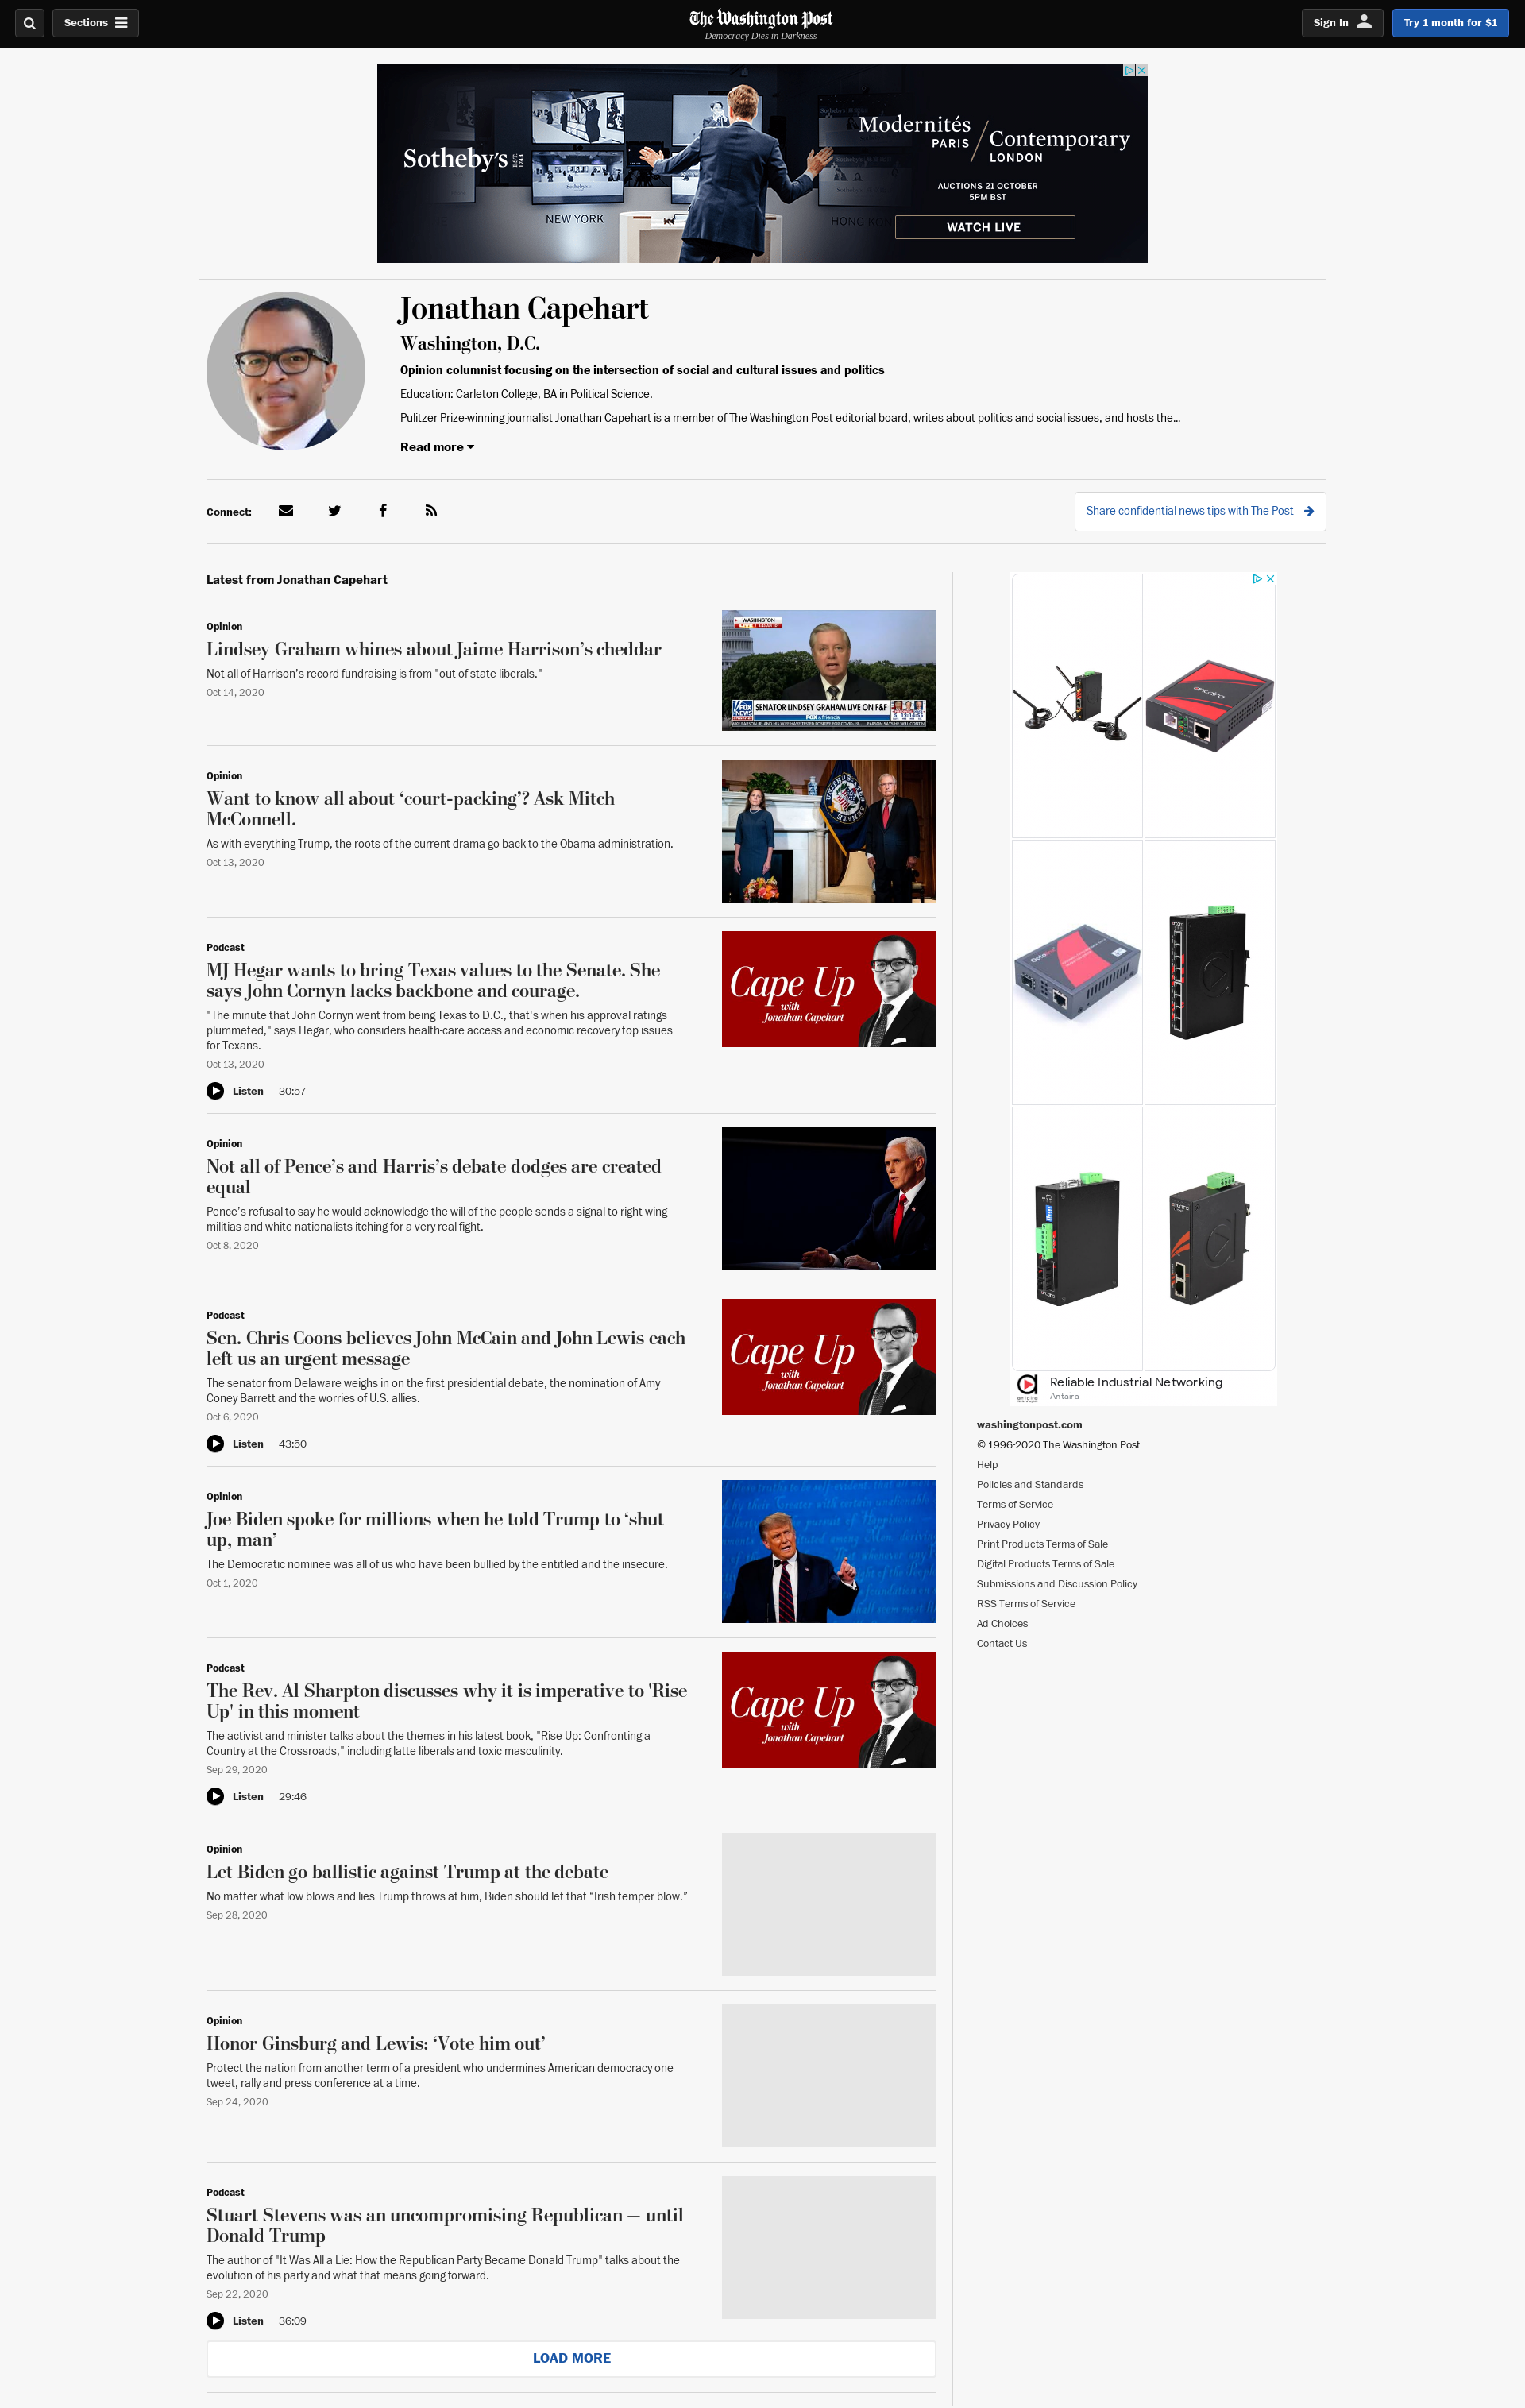 Sections
The Washington Post
Democracy Dies in Darkness
Sign In
Try 1 month for $1
Sotheby's EST. 1744
NEW YORK
HONG KONG
Modernités
PARIS
Contemporary
LONDON
AUCTIONS 21 OCTOBER
5PM BST
WATCH LIVE
Jonathan Capehart
Washington, D.C.
Opinion columnist focusing on the intersection of social and cultural issues and politics
Education: Carleton College, BA in Political Science.
Pulitzer Prize-winning journalist Jonathan Capehart is a member of The Washington Post editorial board, writes about politics and social issues, and hosts the...
Read more
Connect:
Share confidential news tips with The Post
Latest from Jonathan Capehart
Opinion
Lindsey Graham whines about Jaime Harrison’s cheddar
Not all of Harrison's record fundraising is from "out-of-state liberals."
Oct 14, 2020
WASHINGTON
SENATOR LINDSEY GRAHAM LIVE ON F&F
FOX NEWS
FOX & friends
Opinion
Want to know all about ‘court-packing’? Ask Mitch
McConnell.
As with everything Trump, the roots of the current drama go back to the Obama administration.
Oct 13, 2020
Podcast
MJ Hegar wants to bring Texas values to the Senate. She
says John Cornyn lacks backbone and courage.
"The minute that John Cornyn went from being Texas to D.C., that's when his approval ratings
plummeted," says Hegar, who considers health-care access and economic recovery top issues
for Texans.
Oct 13, 2020
Listen 30:57
Cape Up
with
Jonathan Capehart
Opinion
Not all of Pence’s and Harris’s debate dodges are created
equal
Pence’s refusal to say he would acknowledge the will of the people sends a signal to right-wing
militias and white nationalists itching for a very real fight.
Oct 8, 2020
Podcast
Sen. Chris Coons believes John McCain and John Lewis each
left us an urgent message
The senator from Delaware weighs in on the first presidential debate, the nomination of Amy
Coney Barrett and the worries of U.S. allies.
Oct 6, 2020
Listen 43:50
Cape Up
with
Jonathan Capehart
Opinion
Joe Biden spoke for millions when he told Trump to ‘shut
up, man’
The Democratic nominee was all of us who have been bullied by the entitled and the insecure.
Oct 1, 2020
Podcast
The Rev. Al Sharpton discusses why it is imperative to 'Rise
Up' in this moment
The activist and minister talks about the themes in his latest book, "Rise Up: Confronting a
Country at the Crossroads," including latte liberals and toxic masculinity.
Sep 29, 2020
Listen 29:46
Cape Up
with
Jonathan Capehart
Opinion
Let Biden go ballistic against Trump at the debate
No matter what low blows and lies Trump throws at him, Biden should let that “Irish temper blow.”
Sep 28, 2020
Opinion
Honor Ginsburg and Lewis: ‘Vote him out’
Protect the nation from another term of a president who undermines American democracy one
tweet, rally and press conference at a time.
Sep 24, 2020
Podcast
Stuart Stevens was an uncompromising Republican — until
Donald Trump
The author of "It Was All a Lie: How the Republican Party Became Donald Trump" talks about the
evolution of his party and what that means going forward.
Sep 22, 2020
Listen 36:09
LOAD MORE
Reliable Industrial Networking
Antaira
washingtonpost.com
© 1996-2020 The Washington Post
Help
Policies and Standards
Terms of Service
Privacy Policy
Print Products Terms of Sale
Digital Products Terms of Sale
Submissions and Discussion Policy
RSS Terms of Service
Ad Choices
Contact Us